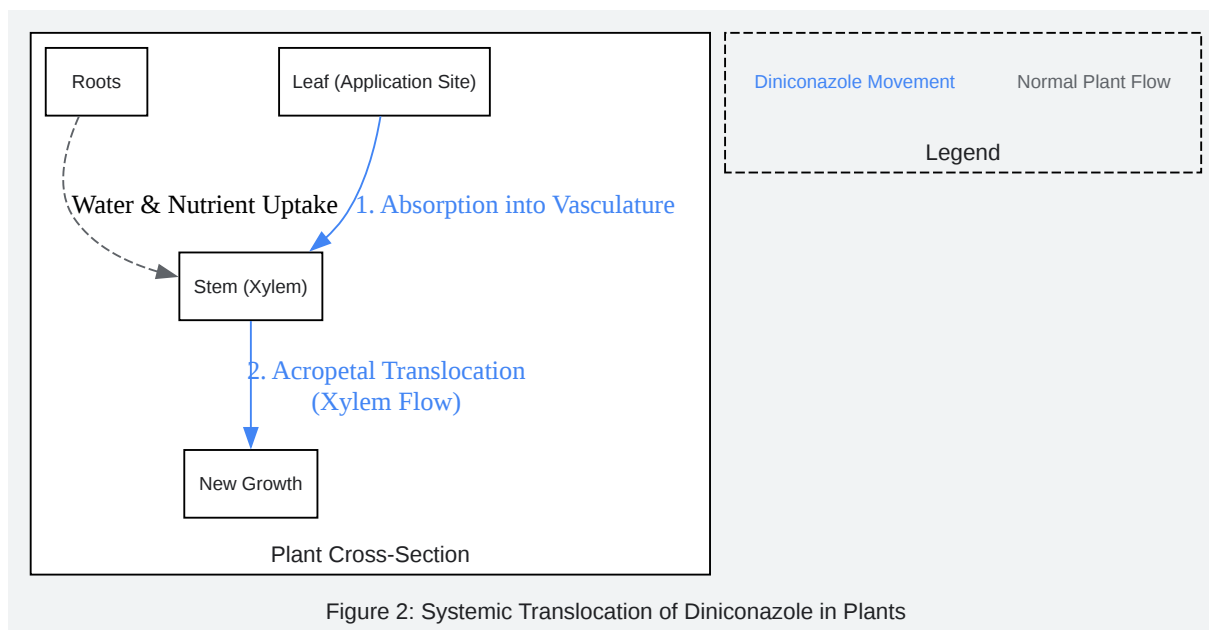 Roots
Leaf (Application Site)
Diniconazole Movement
Normal Plant Flow
Legend
Water & Nutrient Uptake
1. Absorption into Vasculature
Stem (Xylem)
2. Acropetal Translocation
(Xylem Flow)
New Growth
Plant Cross-Section
Figure 2: Systemic Translocation of Diniconazole in Plants